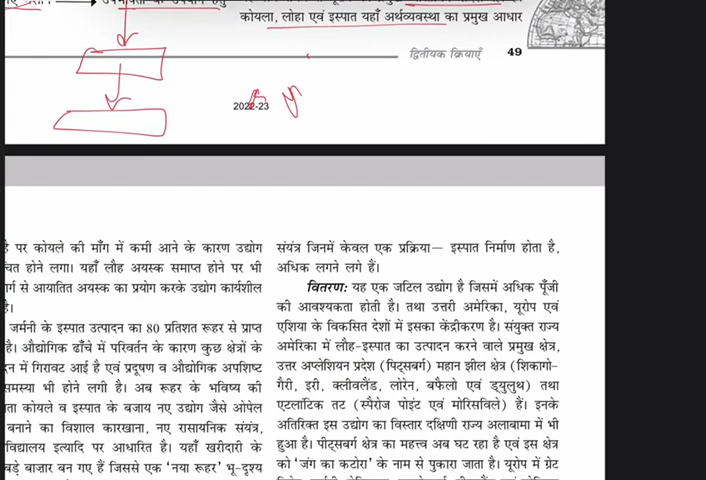 उपभोक्ता के उपयोग हेतु
कोयला, लोहा एवं इस्पात यहाँ अर्थव्यवस्था का प्रमुख आधार
द्वितीयक क्रियाएँ 49
2022-23
है पर कोयले की माँग में कमी आने के कारण उद्योग
चत होने लगा। यहाँ लौह अयस्क समाप्त होने पर भी
र्ग से आयातित अयस्क का प्रयोग करके उद्योग कार्यशील
है।
जर्मनी के इस्पात उत्पादन का 80 प्रतिशत रूहर से प्राप्त
है। औद्योगिक ढाँचे में परिवर्तन के कारण कुछ क्षेत्रों के
दन में गिरावट आई है एवं प्रदूषण व औद्योगिक अपशिष्ट
समस्या भी होने लगी है। अब रूहर के भविष्य की
ता कोयले व इस्पात के बजाय नए उद्योग जैसे ओपेल
बनाने का विशाल कारखाना, नए रासायनिक संयंत्र,
विद्यालय इत्यादि पर आधारित है। यहाँ खरीदारी के
बड़े बाज़ार बन गए हैं जिससे एक 'नया रूहर' भू-दृश्य
संयंत्र जिनमें केवल एक प्रक्रिया— इस्पात निर्माण होता है,
अधिक लगने लगे हैं।
वितरण: यह एक जटिल उद्योग है जिसमें अधिक पूँजी
की आवश्यकता होती है। तथा उत्तरी अमेरिका, यूरोप एवं
एशिया के विकसित देशों में इसका केंद्रीकरण है। संयुक्त राज्य
अमेरिका में लौह-इस्पात का उत्पादन करने वाले प्रमुख क्षेत्र,
उत्तर अप्लेशियन प्रदेश (पिट्सबर्ग) महान झील क्षेत्र (शिकागो-
गैरी, इरी, क्लीवलैंड, लोरेन, बफैलो एवं ड्युलुथ) तथा
एटलांटिक तट (स्पैरोज पोइंट एवं मोरिसविले) हैं। इनके
अतिरिक्त इस उद्योग का विस्तार दक्षिणी राज्य अलाबामा में भी
हुआ है। पीट्सबर्ग क्षेत्र का महत्त्व अब घट रहा है एवं इस क्षेत्र
को 'जंग का कटोरा' के नाम से पुकारा जाता है। यूरोप में ग्रेट